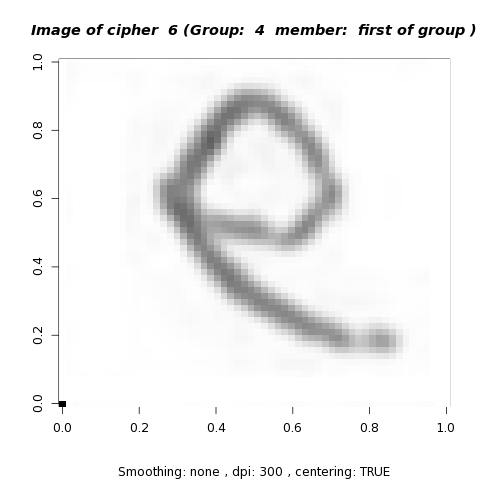 Image of cipher 6 (Group: 4 member: first of group )
1.0
0.8
0.6
0.4
0.2
0.0
0.0 0.2 0.4 0.6 0.8 1.0
Smoothing: none , dpi: 300 , centering: TRUE